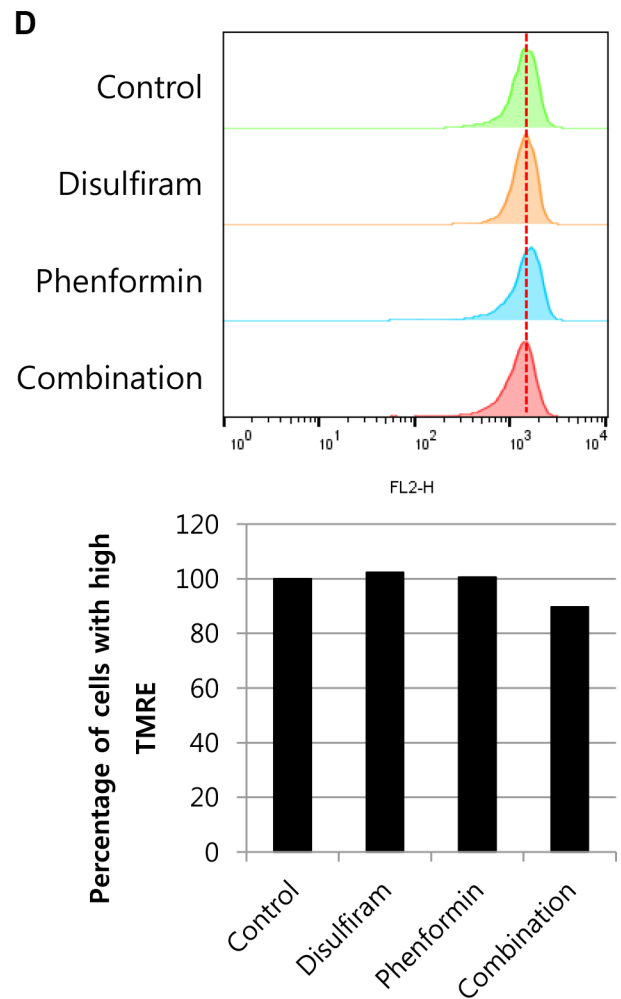 D
Control
Disulfiram
Phenformin
Combination
10^0 10^1 10^2 10^3 10^4
FL2-H
Percentage of cells with high
TMRE
120
100
80
60
40
20
0
Control
Disulfiram
Phenformin
Combination